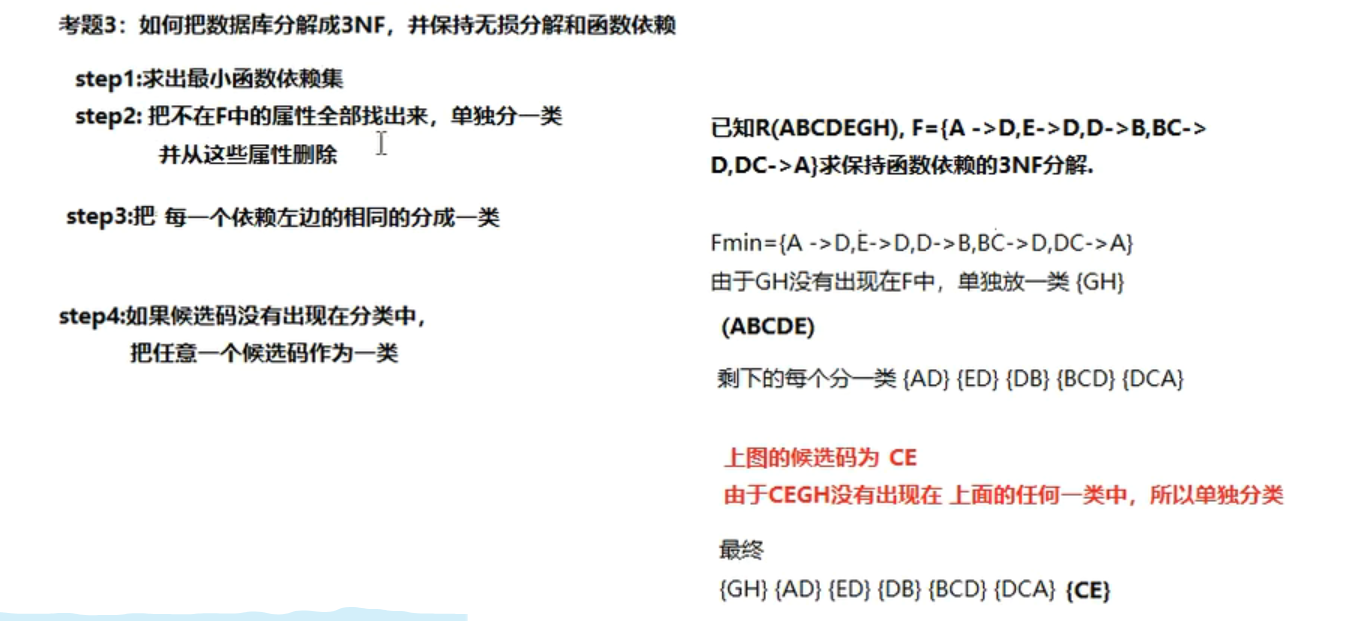 考题3：如何把数据库分解成3NF，并保持无损分解和函数依赖
step1:求出最小函数依赖集
step2: 把不在F中的属性全部找出来，单独分一类
并从这些属性删除
step3:把 每一个依赖左边的相同的分成一类
step4:如果候选码没有出现在分类中，
把任意一个候选码作为一类
已知R(ABCDEGH), F={A ->D,E->D,D->B,BC->
D,DC->A}求保持函数依赖的3NF分解.
Fmin={A ->D,E->D,D->B,BC->D,DC->A}
由于GH没有出现在F中，单独放一类 {GH}
(ABCDE)
剩下的每个分一类 {AD} {ED} {DB} {BCD} {DCA}
上图的候选码为 CE
由于CEGH没有出现在 上面的任何一类中，所以单独分类
最终
{GH} {AD} {ED} {DB} {BCD} {DCA} {CE}